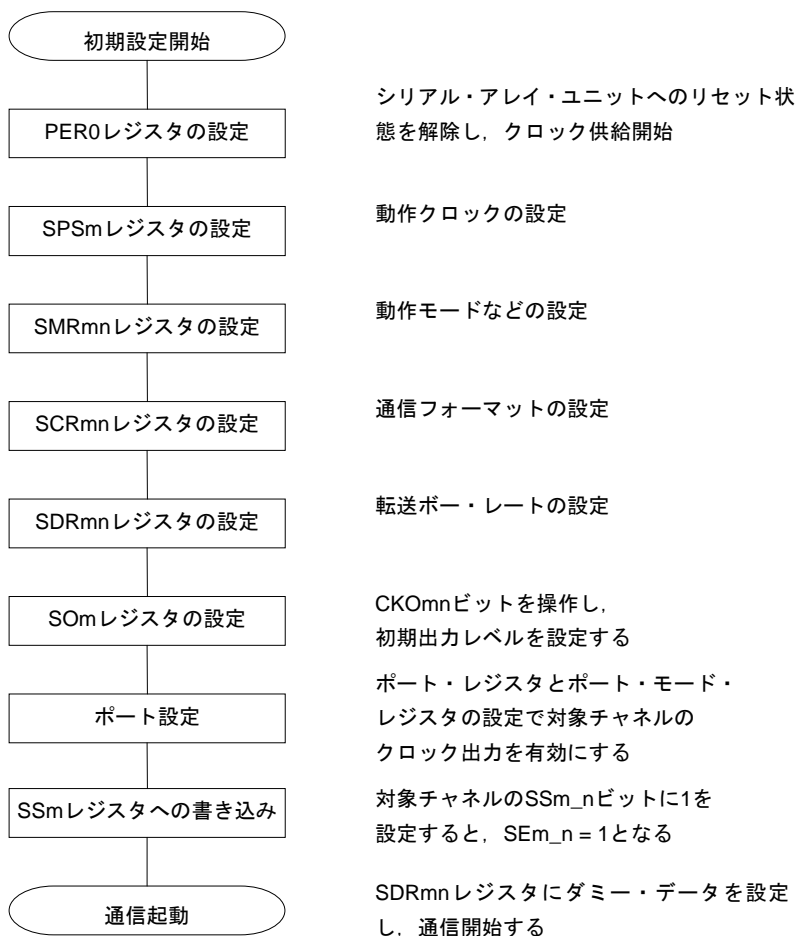 初期設定開始
シリアル・アレイ・ユニットへのリセット状
態を解除し，クロック供給開始
PER0レジスタの設定
動作クロックの設定
SPSmレジスタの設定
動作モードなどの設定
SMRmnレジスタの設定
通信フォーマットの設定
SCRmnレジスタの設定
転送ボー・レートの設定
SDRmnレジスタの設定
CKOmnビットを操作し，
初期出力レベルを設定する
SOmレジスタの設定
ポート・レジスタとポート・モード・
レジスタの設定で対象チャネルの
クロック出力を有効にする
ポート設定
対象チャネルのSSm_nビットに1を
設定すると，SEm_n = 1となる
SSmレジスタへの書き込み
SDRmnレジスタにダミー・データを設定
し，通信開始する
通信起動